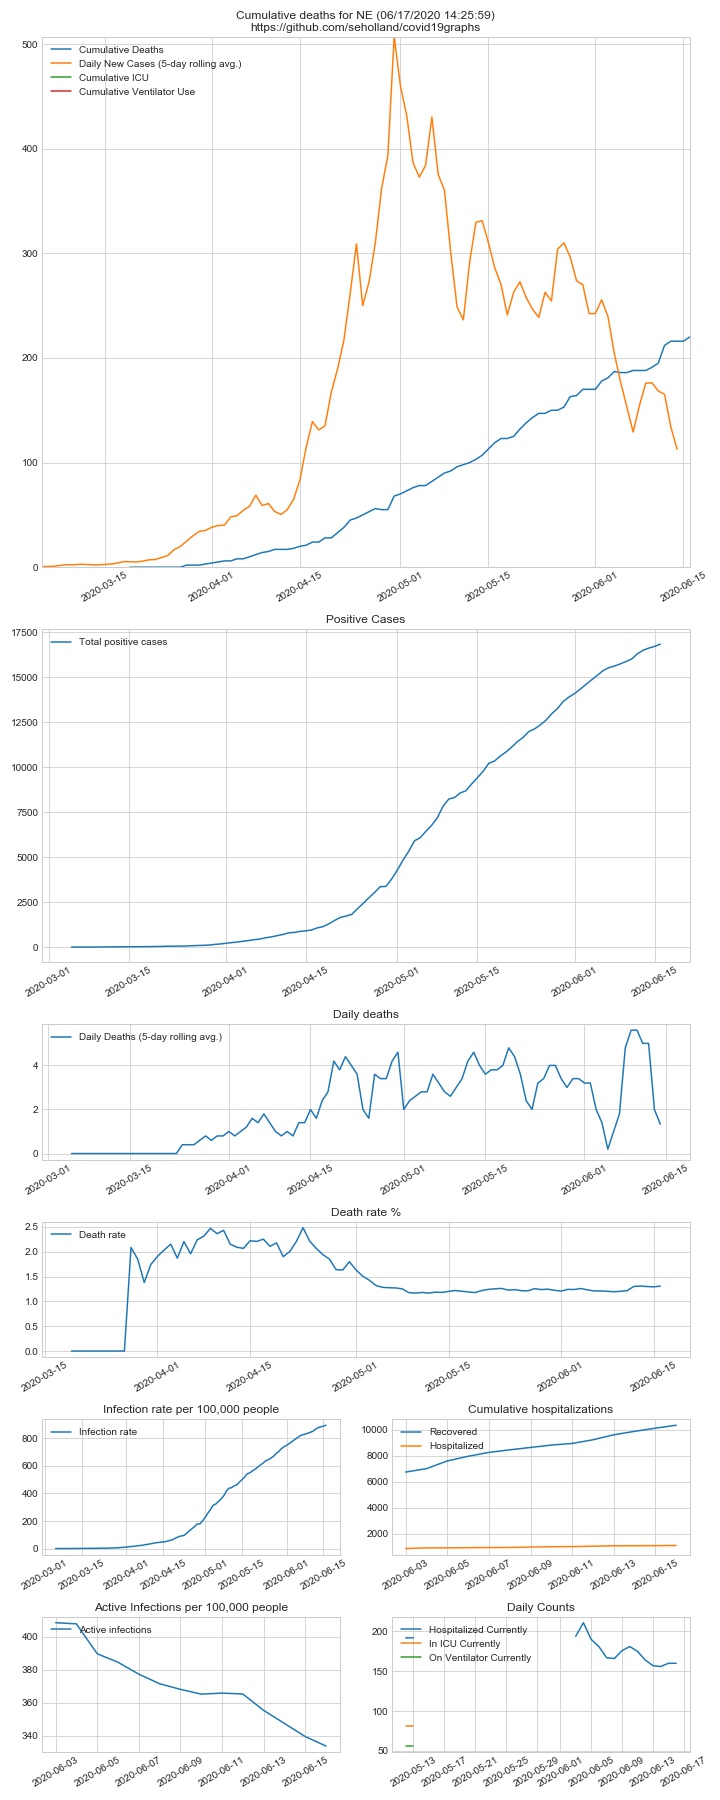 Cumulative deaths for NE (06/17/2020 14:25:59)
https://github.com/seholland/covid19graphs
Cumulative Deaths
Daily New Cases (5-day rolling avg.)
Cumulative ICU
Cumulative Ventilator Use
500
400
300
200
100
0
2020-03-15 2020-04-01 2020-04-15 2020-05-01 2020-05-15 2020-06-01 2020-06-15
Positive Cases
Total positive cases
17500
15000
12500
10000
7500
5000
2500
0
2020-03-01 2020-03-15 2020-04-01 2020-04-15 2020-05-01 2020-05-15 2020-06-01 2020-06-15
Daily deaths
Daily Deaths (5-day rolling avg.)
4
2
0
2020-03-01 2020-03-15 2020-04-01 2020-04-15 2020-05-01 2020-05-15 2020-06-01 2020-06-15
Death rate %
Death rate
2.5
2.0
1.5
1.0
0.5
0.0
2020-03-15 2020-04-01 2020-04-15 2020-05-01 2020-05-15 2020-06-01 2020-06-15
Infection rate per 100,000 people
Infection rate
800
600
400
200
0
2020-03-01 2020-03-15 2020-04-01 2020-04-15 2020-05-01 2020-05-15 2020-06-01 2020-06-15
Cumulative hospitalizations
Recovered
Hospitalized
10000
8000
6000
4000
2000
2020-06-03 2020-06-05 2020-06-07 2020-06-09 2020-06-11 2020-06-13 2020-06-15
Active Infections per 100,000 people
Active infections
400
380
360
340
2020-06-03 2020-06-05 2020-06-07 2020-06-09 2020-06-11 2020-06-13 2020-06-15
Daily Counts
Hospitalized Currently
In ICU Currently
On Ventilator Currently
200
150
100
50
2020-05-13 2020-05-17 2020-05-21 2020-05-25 2020-05-29 2020-06-01 2020-06-05 2020-06-09 2020-06-13 2020-06-17